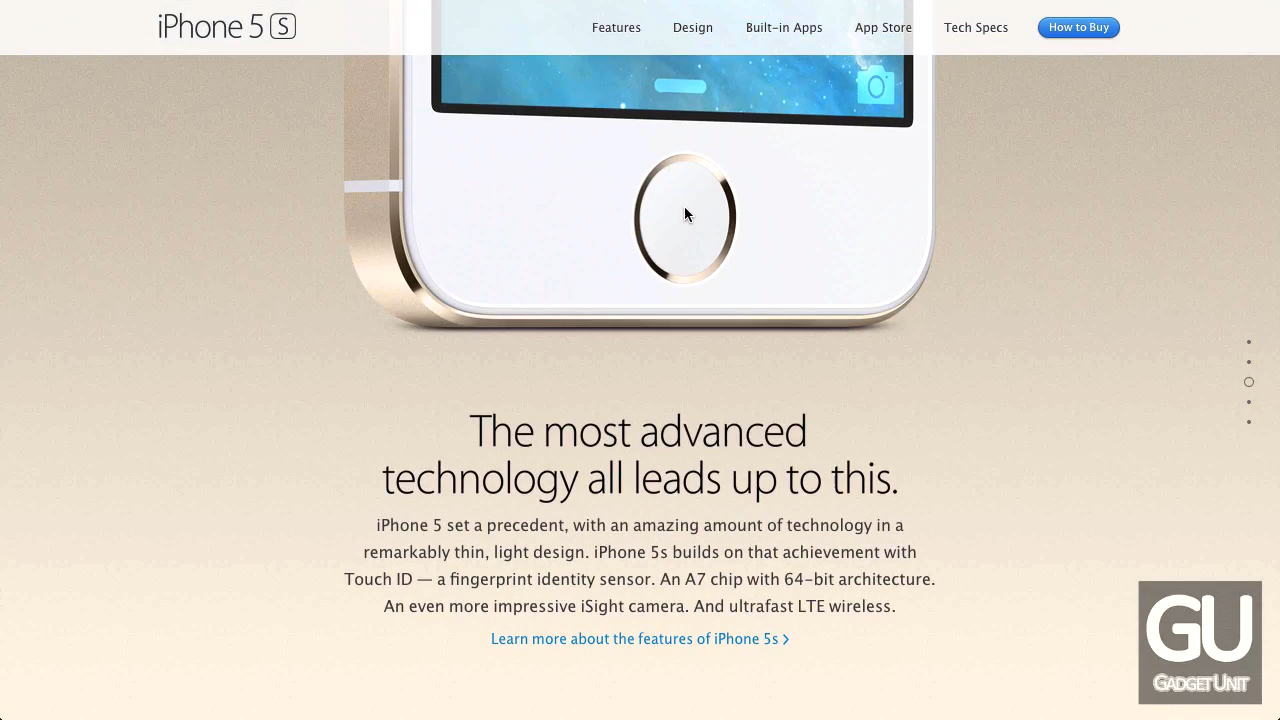 iPhone 5 S
Features Design Built-in Apps App Store Tech Specs How to Buy
The most advanced
technology all leads up to this.
iPhone 5 set a precedent, with an amazing amount of technology in a
remarkably thin, light design. iPhone 5s builds on that achievement with
Touch ID — a fingerprint identity sensor. An A7 chip with 64-bit architecture.
An even more impressive iSight camera. And ultrafast LTE wireless.
Learn more about the features of iPhone 5s >
GU
GADGET UNIT